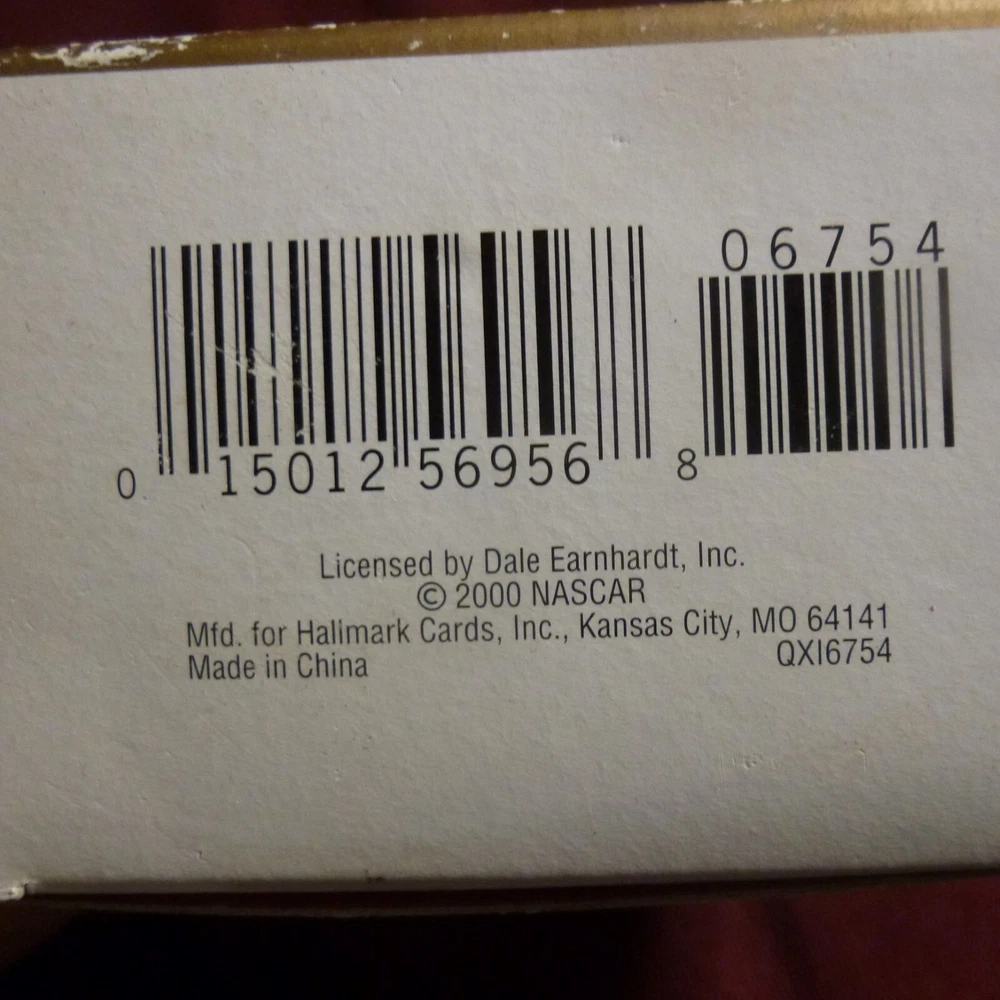 06754
0 15012 56956 8
Licensed by Dale Earnhardt, Inc.
© 2000 NASCAR
Mfd. for Hallmark Cards, Inc., Kansas City, MO 64141
Made in China QXI6754